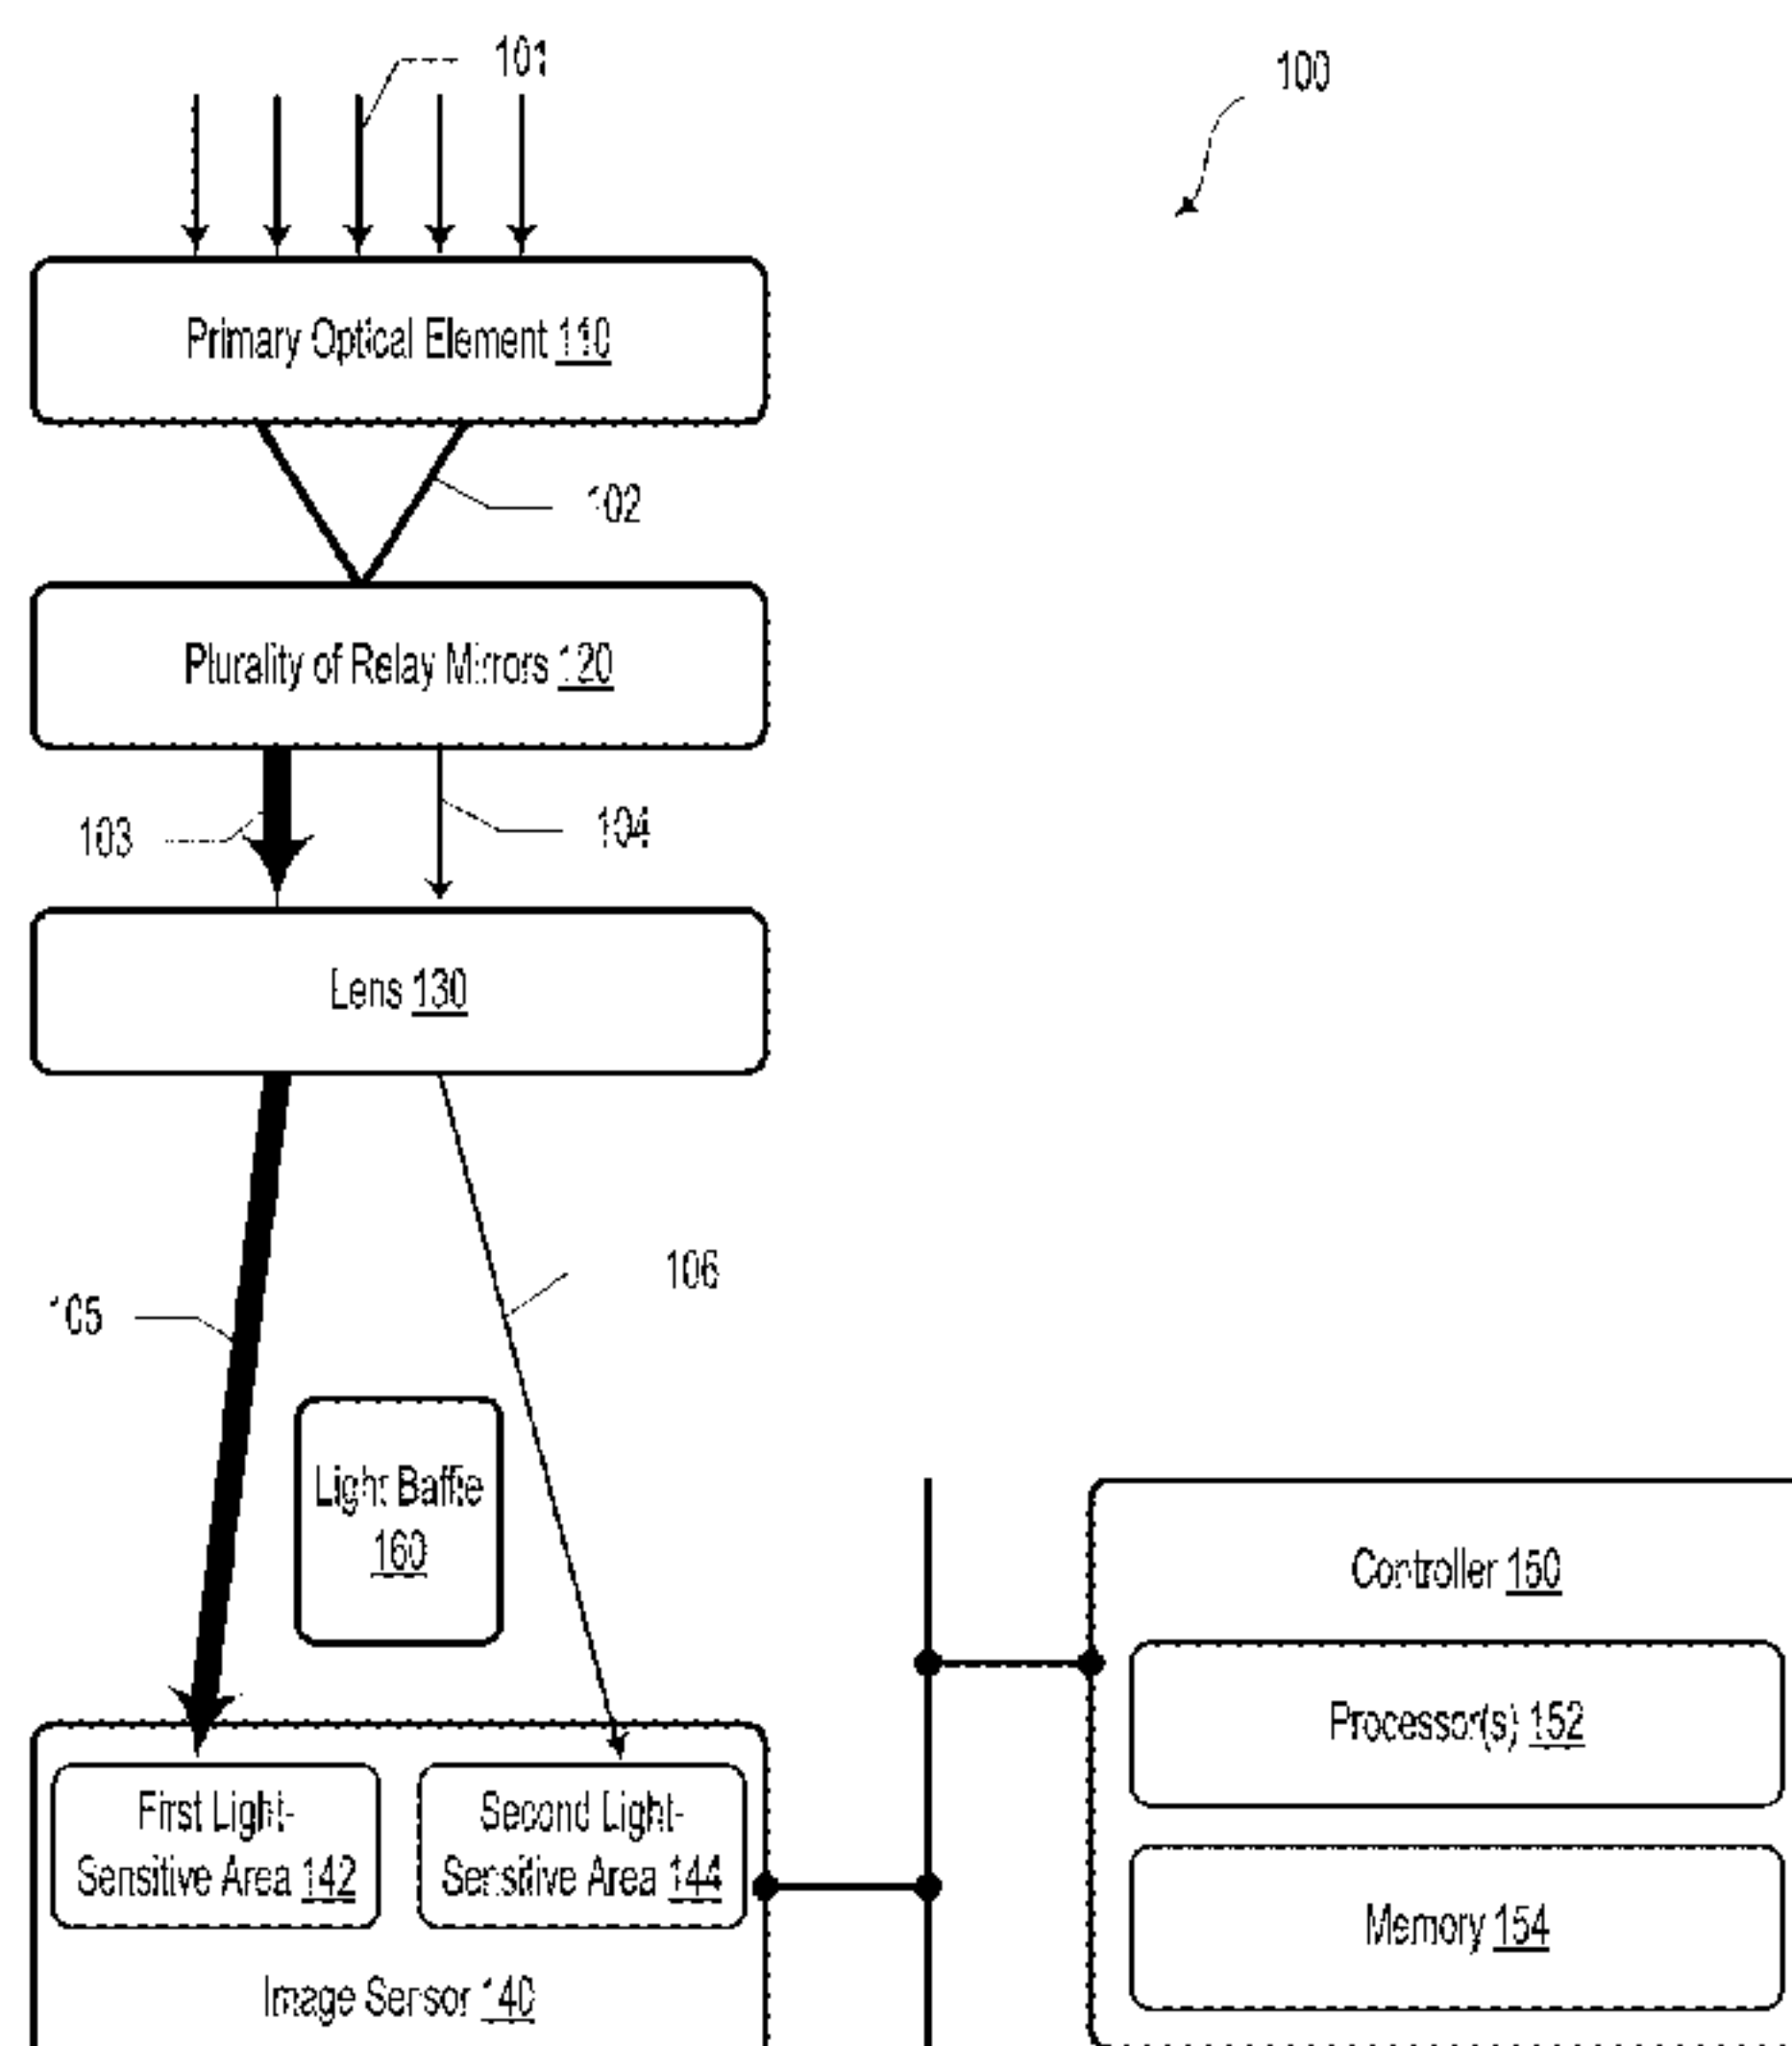 101
100
Primary Optical Element 110
102
Plurality of Relay Mirrors 120
103
104
Lens 130
106
105
Light Baffle
160
Controller 150
Processor(s) 152
First Light-
Sensitive Area 142
Second Light-
Sensitive Area 144
Memory 154
Image Sensor 140